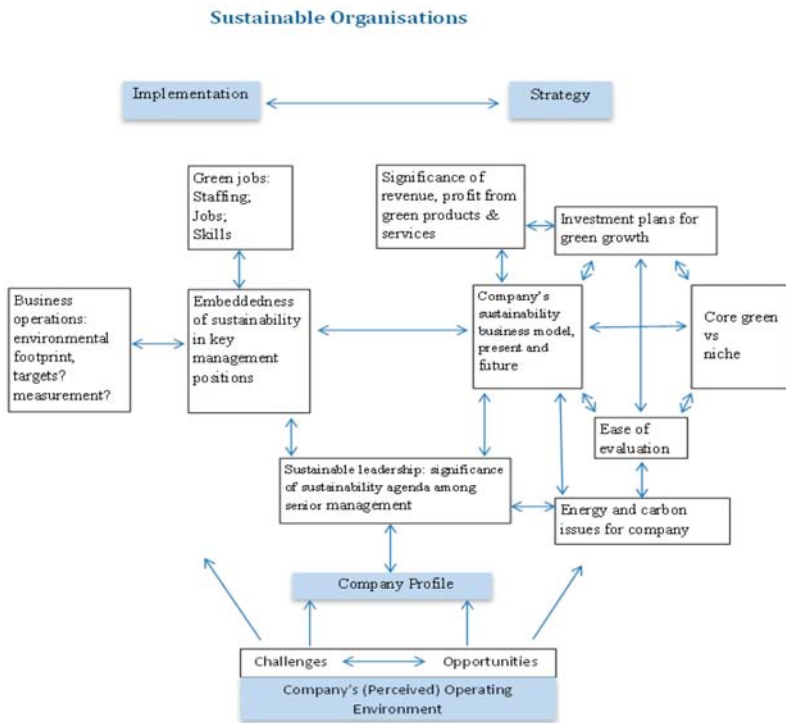 Sustainable Organisations
Implementation
Strategy
Green jobs:
Staffing;
Jobs;
Skills
Significance of
revenue, profit from
green products &
services
Investment plans for
green growth
Business
operations:
environmental
footprint,
targets?
measurement?
Embeddedness
of sustainability
in key
management
positions
Company's
sustainability
business model,
present and
future
Core green
vs
niche
Ease of
evaluation
Sustainable leadership: significance
of sustainability agenda among
senior management
Energy and carbon
issues for company
Company Profile
Challenges
Opportunities
Company's (Perceived) Operating
Environment